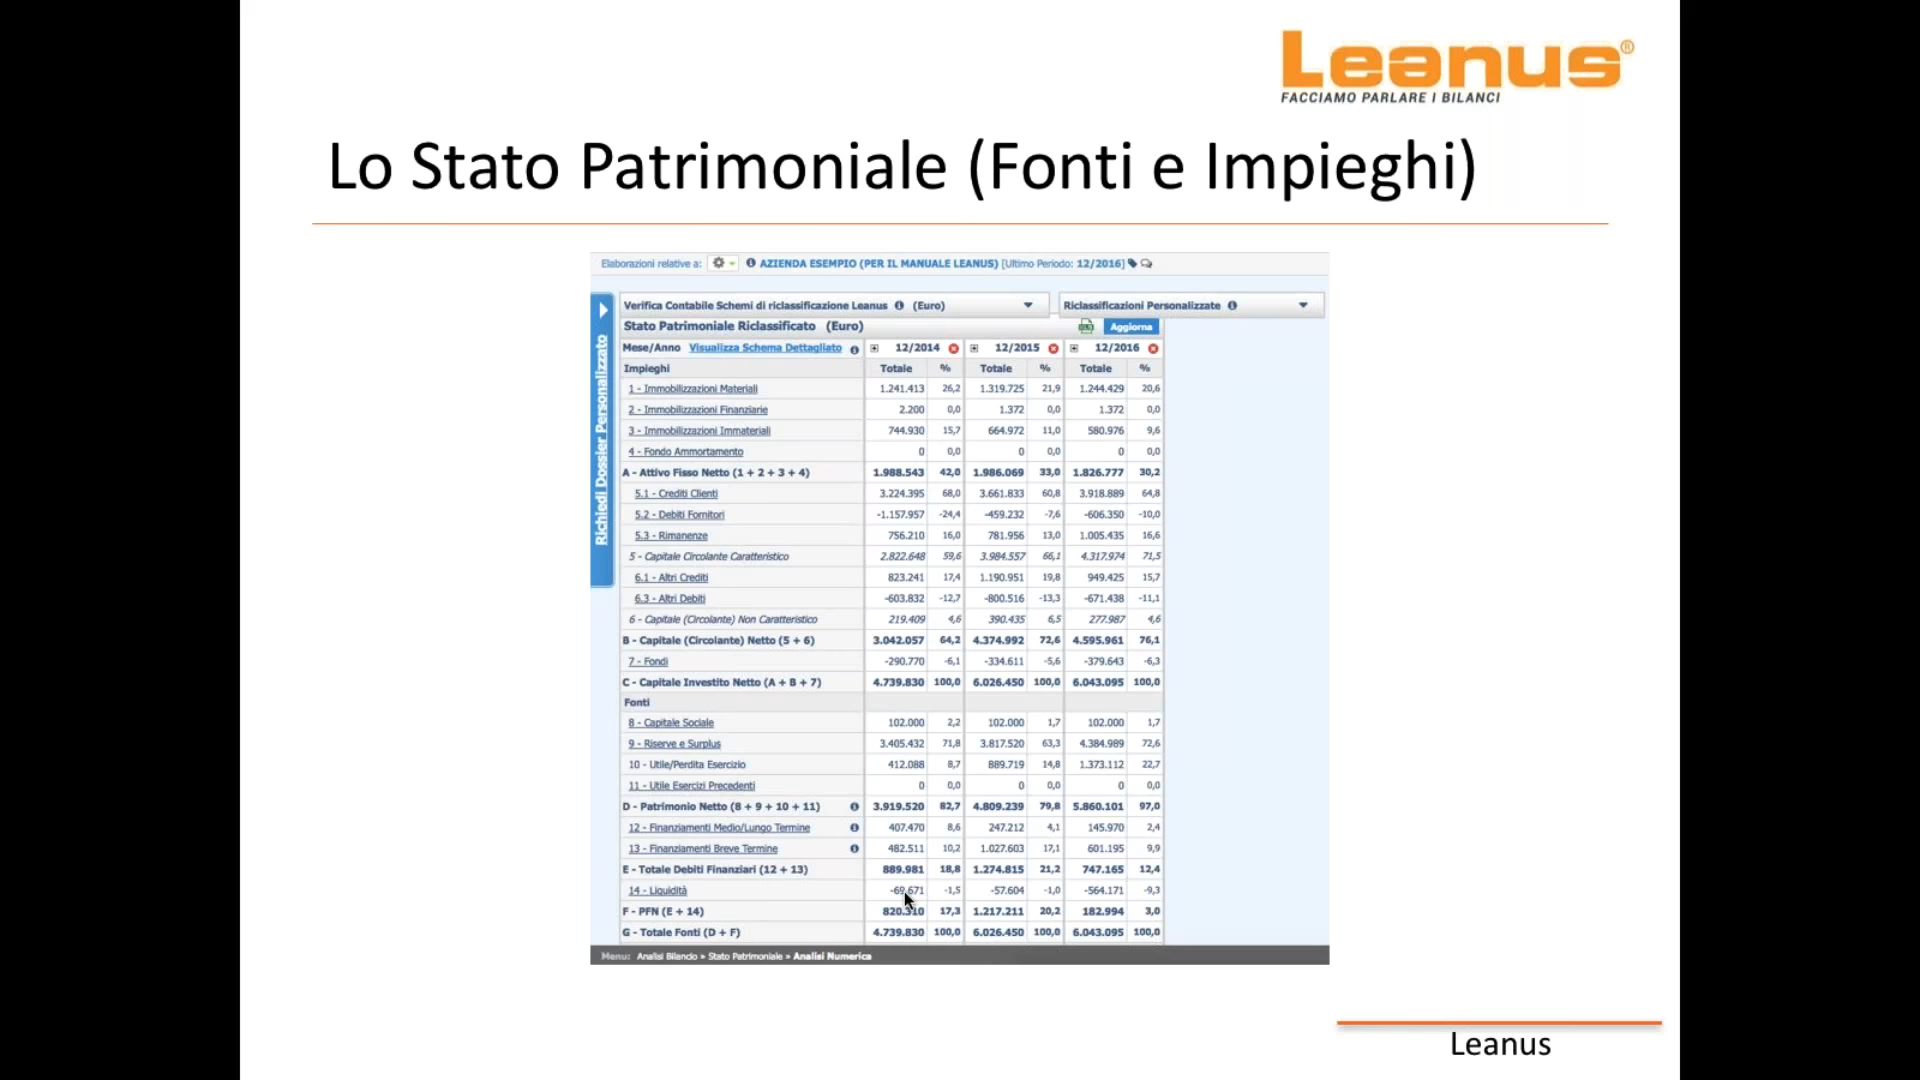 Leanus®
FACCIAMO PARLARE I BILANCI
Lo Stato Patrimoniale (Fonti e Impieghi)
Elaborazioni relative a: AZIENDA ESEMPIO (PER IL MANUALE LEANUS) [Ultimo Periodo: 12/2016]
Richiedi Dossier Personalizzato
Verifica Contabile Schemi di riclassificazione Leanus (Euro) Riclassificazioni Personalizzate
Stato Patrimoniale Riclassificato (Euro) Aggiorna
Mese/Anno Visualizza Schema Dettagliato 12/2014 12/2015 12/2016
Impieghi Totale % Totale % Totale %
1 - Immobilizzazioni Materiali 1.241.413 26,2 1.319.725 21,9 1.244.429 20,6
2 - Immobilizzazioni Finanziarie 2.200 0,0 1.372 0,0 1.372 0,0
3 - Immobilizzazioni Immateriali 744.930 15,7 664.972 11,0 580.976 9,6
4 - Fondo Ammortamento 0 0,0 0 0,0 0 0,0
A - Attivo Fisso Netto (1 + 2 + 3 + 4) 1.988.543 42,0 1.986.069 33,0 1.826.777 30,2
5.1 - Crediti Clienti 3.224.395 68,0 3.661.833 60,8 3.918.889 64,8
5.2 - Debiti Fornitori -1.157.957 -24,4 -459.232 -7,6 -606.350 -10,0
5.3 - Rimanenze 756.210 16,0 781.956 13,0 1.005.435 16,6
5 - Capitale Circolante Caratteristico 2.822.648 59,6 3.984.557 66,1 4.317.974 71,5
6.1 - Altri Crediti 823.241 17,4 1.190.951 19,8 949.425 15,7
6.3 - Altri Debiti -603.832 -12,7 -800.516 -13,3 -671.438 -11,1
6 - Capitale (Circolante) Non Caratteristico 219.409 4,6 390.435 6,5 277.987 4,6
B - Capitale (Circolante) Netto (5 + 6) 3.042.057 64,2 4.374.992 72,6 4.595.961 76,1
7 - Fondi -290.770 -6,1 -334.611 -5,6 -379.643 -6,3
C - Capitale Investito Netto (A + B + 7) 4.739.830 100,0 6.026.450 100,0 6.043.095 100,0
Fonti
8 - Capitale Sociale 102.000 2,2 102.000 1,7 102.000 1,7
9 - Riserve e Surplus 3.405.432 71,8 3.817.520 63,3 4.384.989 72,6
10 - Utile/Perdita Esercizio 412.088 8,7 889.719 14,8 1.373.112 22,7
11 - Utile Esercizi Precedenti 0 0,0 0 0,0 0 0,0
D - Patrimonio Netto (8 + 9 + 10 + 11) 3.919.520 82,7 4.809.239 79,8 5.860.101 97,0
12 - Finanziamenti Medio/Lungo Termine 407.470 8,6 247.212 4,1 145.970 2,4
13 - Finanziamenti Breve Termine 482.511 10,2 1.027.603 17,1 601.195 9,9
E - Totale Debiti Finanziari (12 + 13) 889.981 18,8 1.274.815 21,2 747.165 12,4
14 - Liquidità -69.671 -1,5 -57.604 -1,0 -564.171 -9,3
F - PFN (E + 14) 820.310 17,3 1.217.211 20,2 182.994 3,0
G - Totale Fonti (D + F) 4.739.830 100,0 6.026.450 100,0 6.043.095 100,0
Menu: Analisi Bilancio » Stato Patrimoniale » Analisi Numerica
Leanus